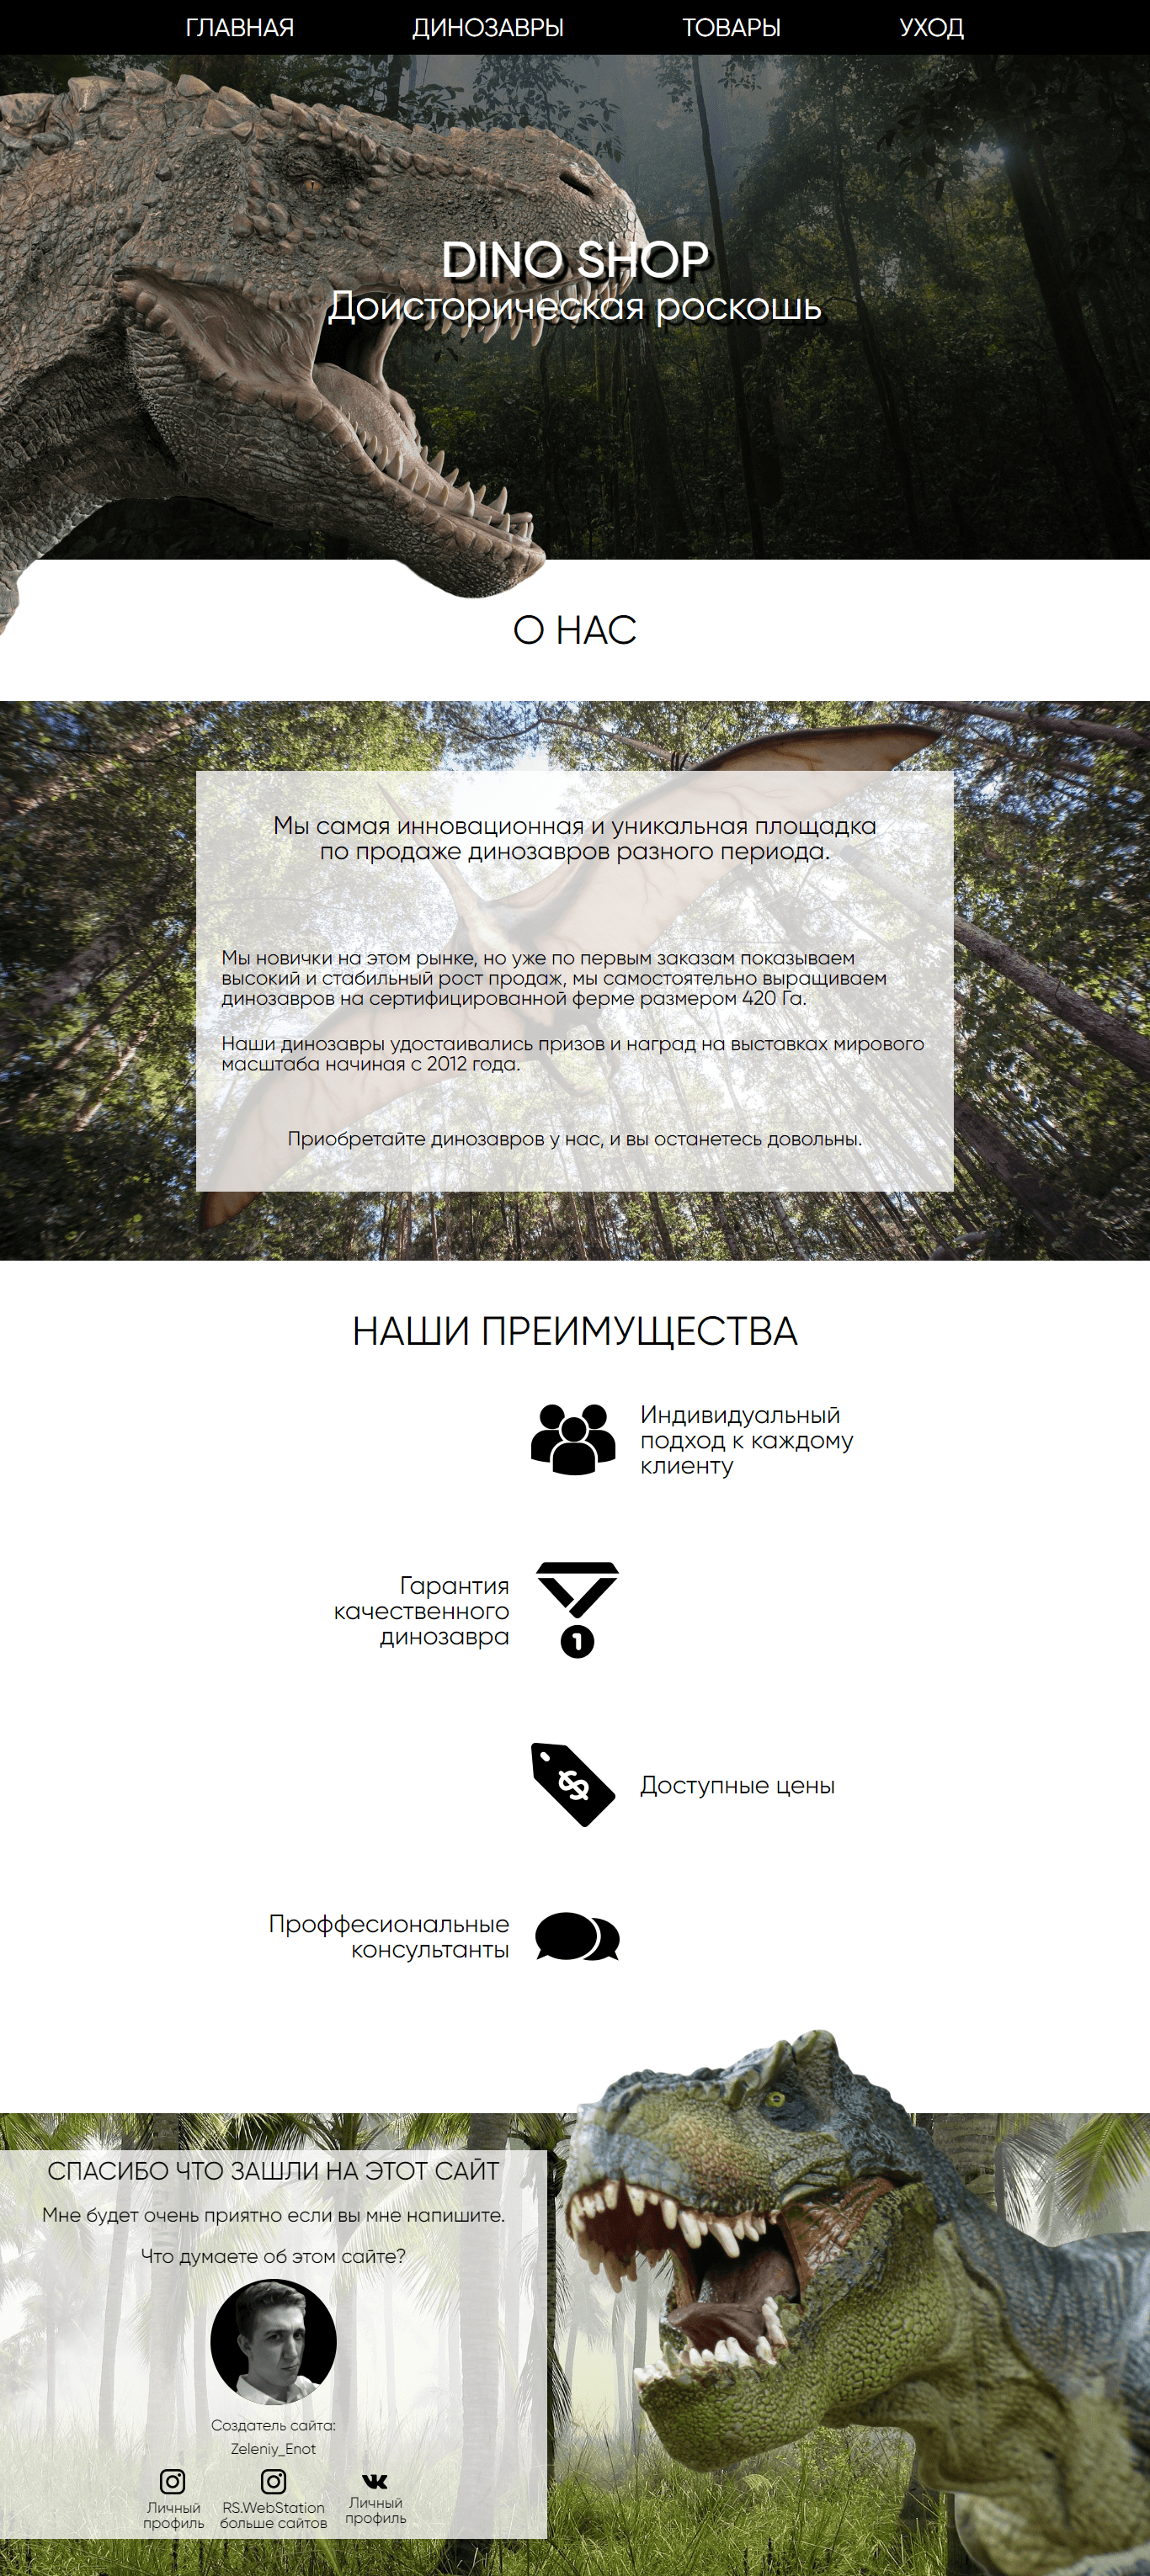 ГЛАВНАЯ ДИНОЗАВРЫ ТОВАРЫ УХОД
DINO SHOP
Доисторическая роскошь
О НАС
Мы самая инновационная и уникальная площадка
по продаже динозавров разного периода.
Мы новички на этом рынке, но уже по первым заказам показываем
высокий и стабильный рост продаж, мы самостоятельно выращиваем
динозавров на сертифицированной ферме размером 420 Га.
Наши динозавры удостаивались призов и наград на выставках мирового
масштаба начиная с 2012 года.
Приобретайте динозавров у нас, и вы останетесь довольны.
НАШИ ПРЕИМУЩЕСТВА
Индивидуальный
подход к каждому
клиенту
Гарантия
качественного
динозавра
1
$
Доступные цены
Проффесиональные
консультанты
СПАСИБО ЧТО ЗАШЛИ НА ЭТОТ САЙТ
Мне будет очень приятно если вы мне напишите.
Что думаете об этом сайте?
Создатель сайта:
Zeleniy_Enot
Личный
профиль
RS.WebStation
больше сайтов
Личный
профиль